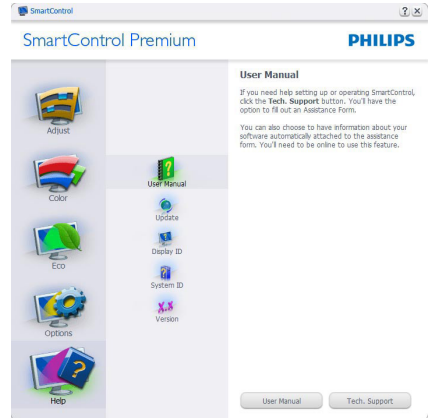 SmartControl
SmartControl Premium
PHILIPS
Adjust
Color
Eco
Options
Help
User Manual
Update
Display ID
System ID
X.x
Version
User Manual
If you need help setting up or operating SmartControl,
click the Tech. Support button. You'll have the
option to fill out an Assistance Form.
You can also choose to have information about your
software automatically attached to the assistance
form. You'll need to be online to use this feature.
User Manual
Tech. Support